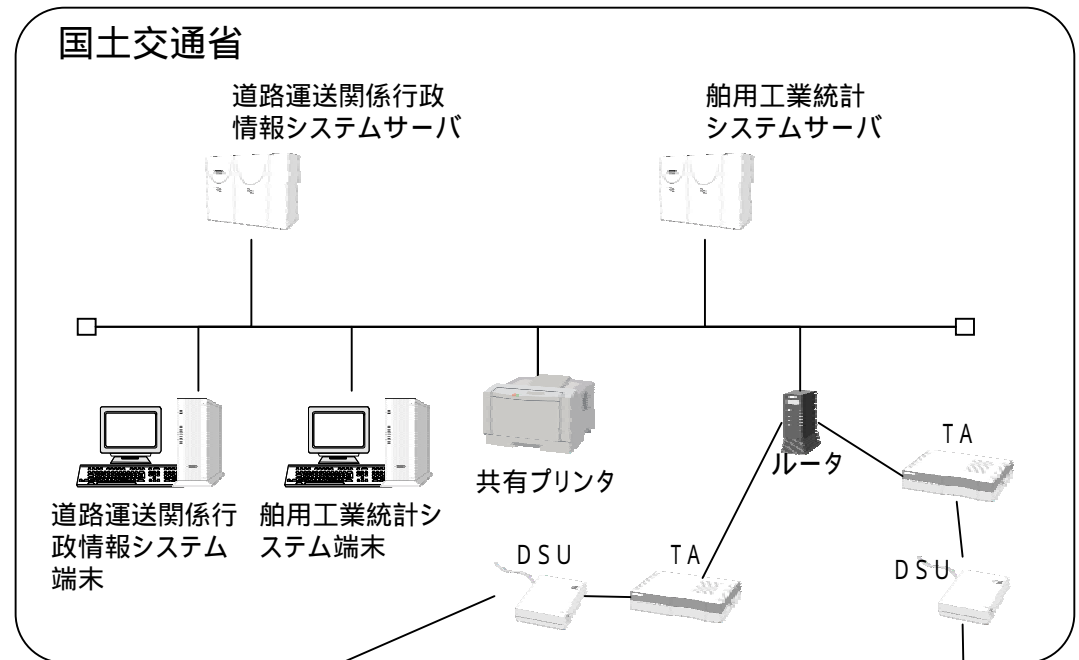 国土交通省
道路運送関係行政
情報システムサーバ
舶用工業統計
システムサーバ
道路運送関係行
政情報システム
端末
舶用工業統計シ
ステム端末
共有プリンタ
ルータ
ＴＡ
ＤＳＵ
ＴＡ
ＤＳＵ